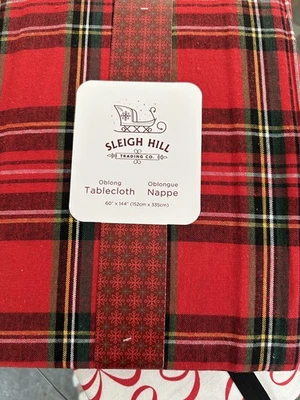 SLEIGH HILL
TRADING CO.
Oblong Oblongue
Tablecloth Nappe
60" x 144" (152cm x 335cm)